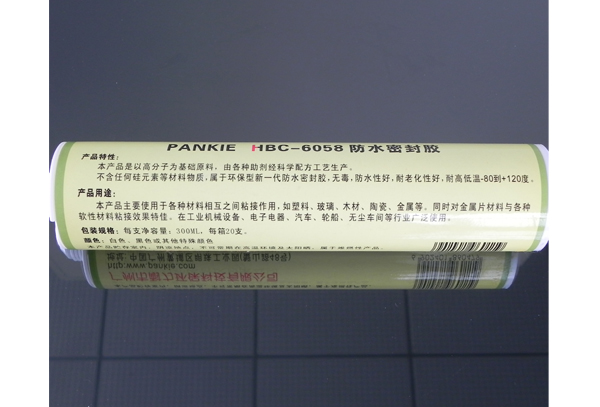 PANKIE HBC-6058 防水密封胶
产品特性：
本产品是以高分子为基础原料，由各种助剂经科学配方工艺生产。
不含任何硅元素等材料物质，属于环保型新一代防水密封胶，无毒，防水性好，耐老化性好，耐高低温-80到+120度。
产品用途：
本产品主要使用于各种材料相互之间粘接作用，如塑料、玻璃、木材、陶瓷、金属等。同时对金属片材料与各种
软性材料粘接效果特佳。在工业机械设备、电子电器、汽车、轮船、无尘车间等行业广泛使用。
包装规格：每支净容量：300ML，每箱20支。
颜色：白色、黑色或其他特殊颜色